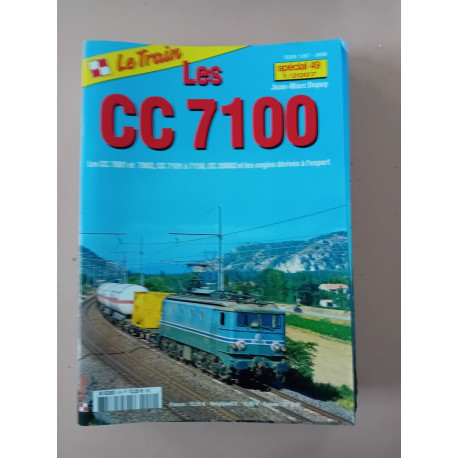 Le Train
spécial 49
1/2007
Jean-Marc Dupuy
Les
CC 7100
Les CC 7001 et 7002, CC 7101 à 7158, CC 20002 et les engins dérivés à l'export